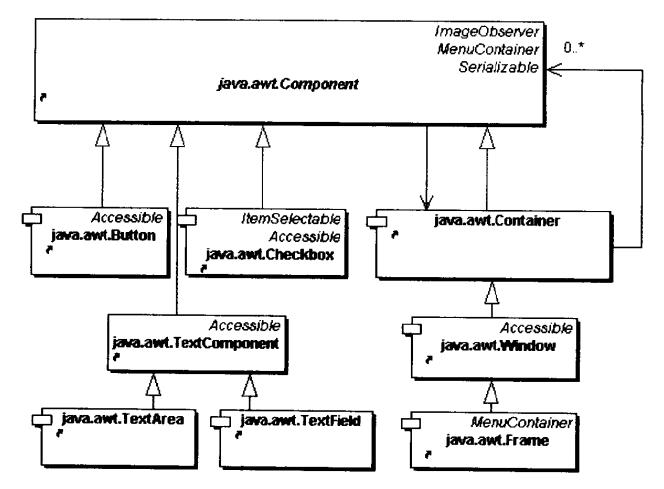 ImageObserver
MenuContainer
Serializable
java.awt.Component
0..*
Accessible
java.awt.Button
ItemSelectable
Accessible
java.awt.Checkbox
java.awt.Container
Accessible
java.awt.TextComponent
Accessible
java.awt.Window
java.awt.TextArea
java.awt.TextField
MenuContainer
java.awt.Frame